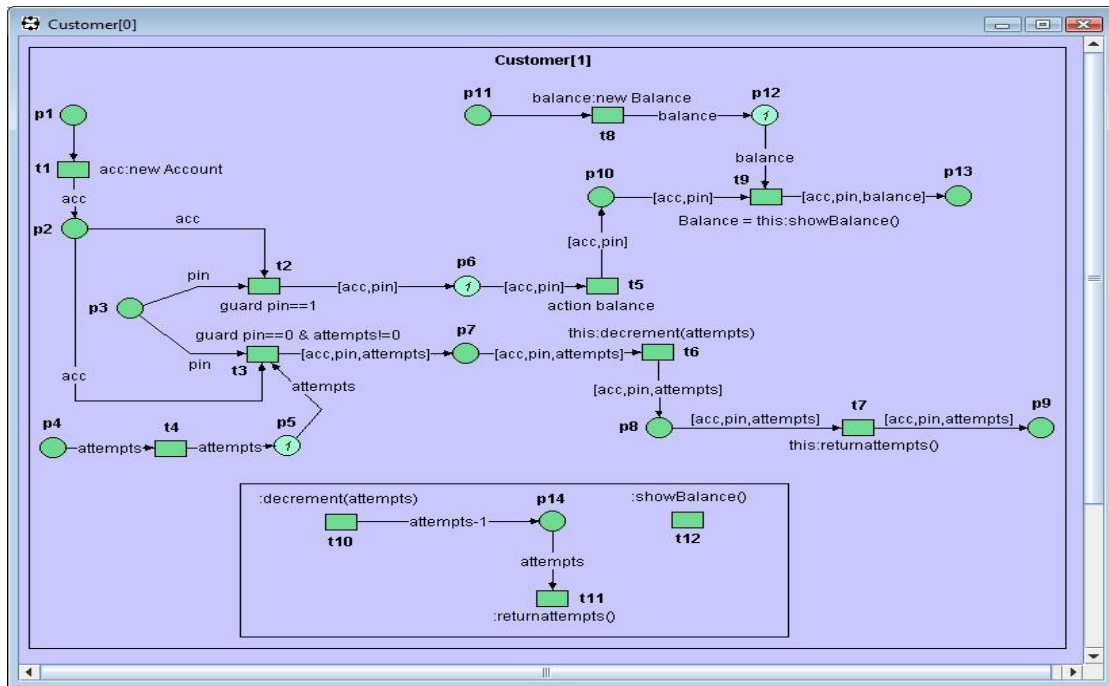 Customer[0]
Customer[1]
p11
balance:new Balance
p12
p1
balance
t8
t1
acc:new Account
balance
t9
p13
acc
p10
[acc,pin]
[acc,pin,balance]
acc
Balance = this:showBalance()
p2
[acc,pin]
t2
p6
pin
[acc,pin]
[acc,pin]
t5
p3
guard pin==1
action balance
guard pin==0 & attempts!=0
p7
this:decrement(attempts)
[acc,pin,attempts]
[acc,pin,attempts]
pin
t3
t6
acc
attempts
[acc,pin,attempts]
p4
t4
p5
[acc,pin,attempts]
t7
[acc,pin,attempts]
p9
p8
attempts
attempts
this:returnattempts()
:decrement(attempts)
p14
:showBalance()
attempts-1
t10
t12
attempts
t11
:returnattempts()
1
1
1